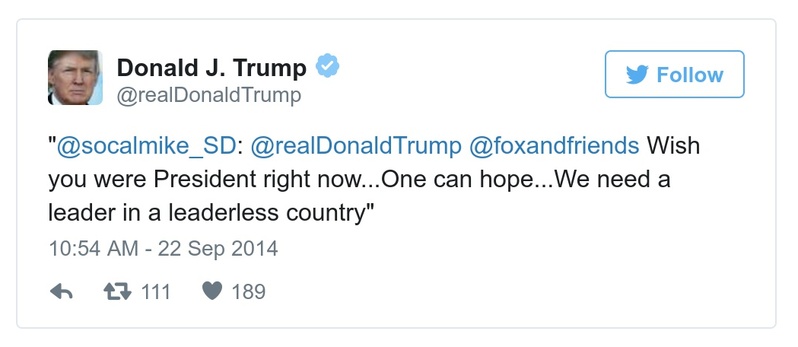 Donald J. Trump
Follow
@realDonaldTrump
"@socalmike_SD: @realDonaldTrump @foxandfriends Wish
you were President right now...One can hope...We need a
leader in a leaderless country"
10:54 AM - 22 Sep 2014
111 189